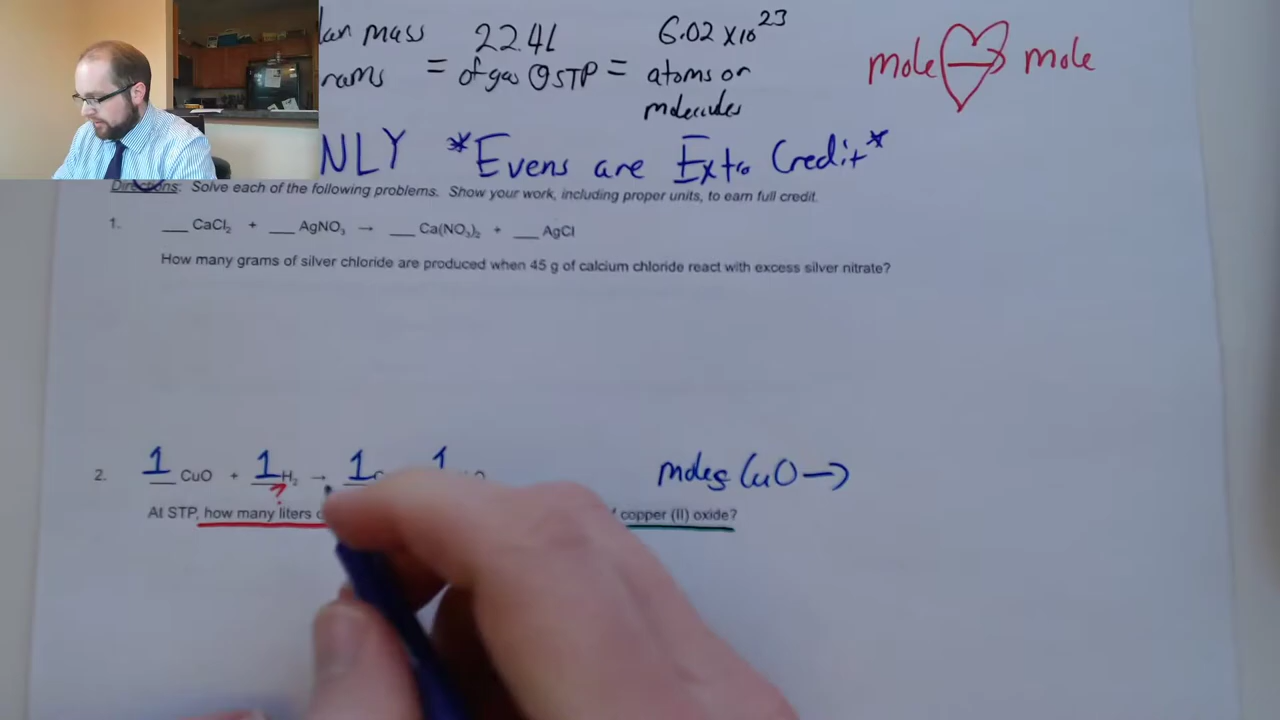 mass 22.4L 6.02 x10^23
= of gas @ STP = atoms or
molecules
mole → mole
NLY *Evens are Extra Credit*
Directions: Solve each of the following problems. Show your work, including proper units, to earn full credit.
1. ___ CaCl₂ + ___ AgNO₃ → ___ Ca(NO₃)₂ + ___ AgCl
How many grams of silver chloride are produced when 45 g of calcium chloride react with excess silver nitrate?
2. 1 CuO + 1 H₂ → 1 1
?
moles CuO →
At STP, how many liters copper (II) oxide?